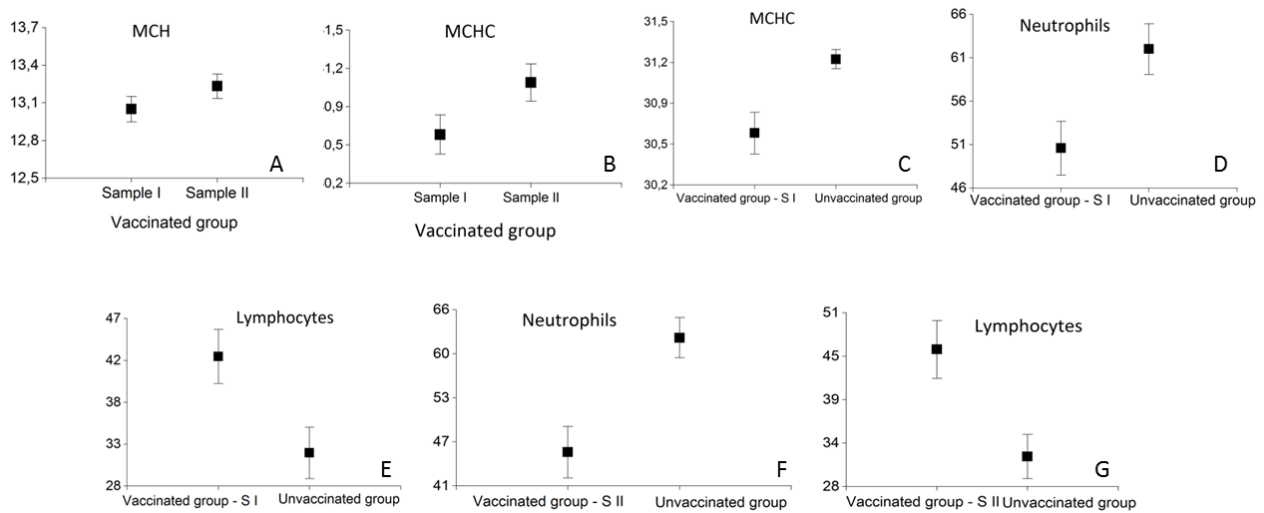 MCH
13,7
13,4
13,1
12,8
12,5
Sample I Sample II
Vaccinated group
A
MCHC
1,5
1,2
0,9
0,5
0,2
Sample I Sample II
Vaccinated group
B
MCHC
31,5
31,2
30,9
30,5
30,2
Vaccinated group - S I Unvaccinated group
C
Neutrophils
66
61
56
51
46
Vaccinated group - S I Unvaccinated group
D
Lymphocytes
47
42
38
33
28
Vaccinated group - S I Unvaccinated group
E
Neutrophils
66
60
53
47
41
Vaccinated group - S II Unvaccinated group
F
Lymphocytes
51
45
39
34
28
Vaccinated group - S II Unvaccinated group
G